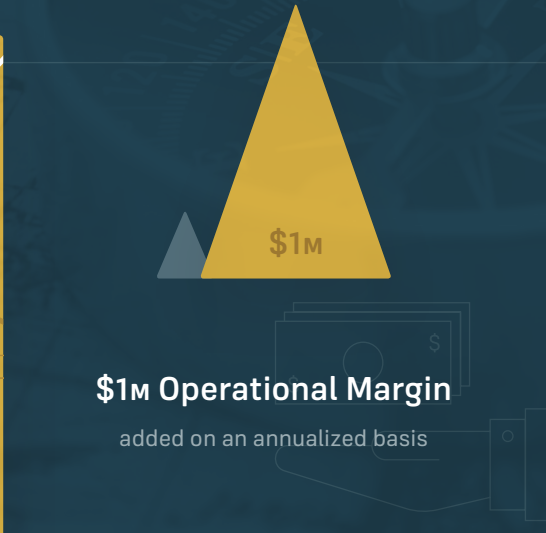 $1M
$
$1M Operational Margin
added on an annualized basis